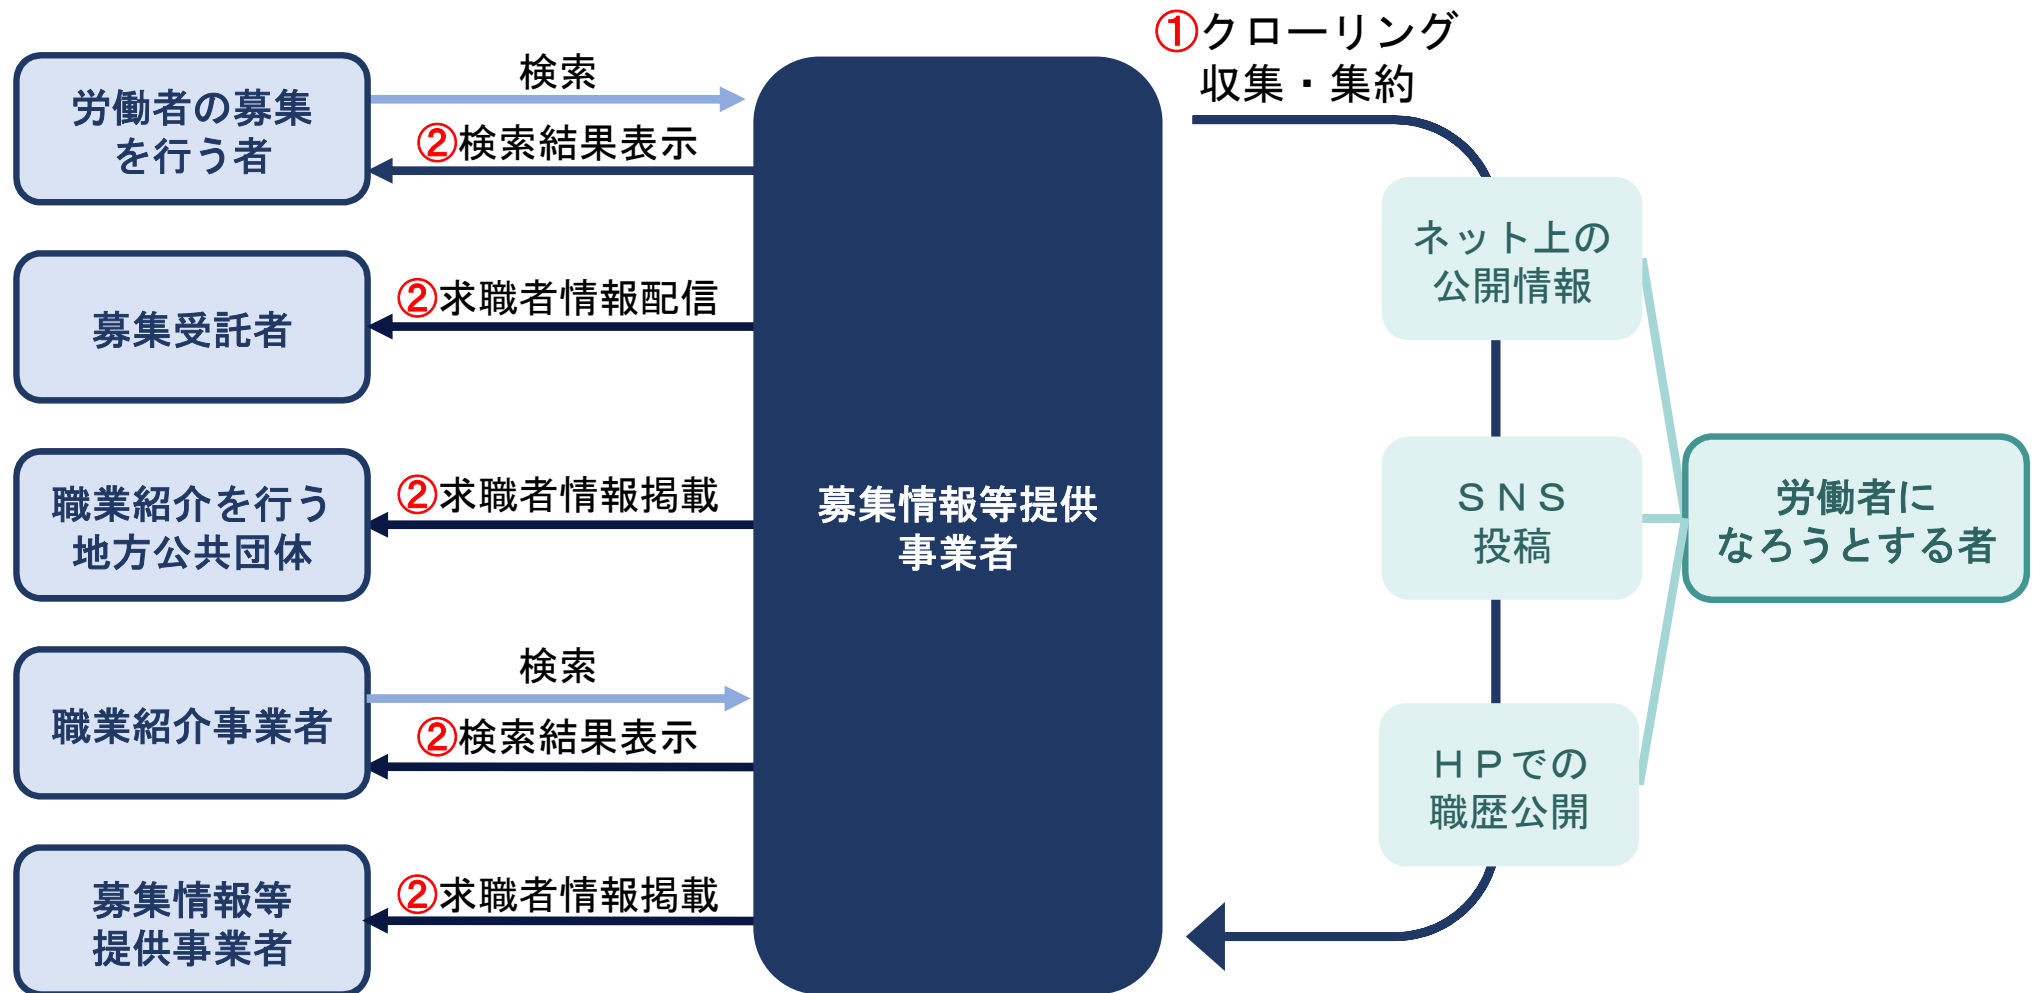 ①クローリング
収集・集約
労働者の募集
を行う者
検索
②検索結果表示
募集受託者
②求職者情報配信
職業紹介を行う
地方公共団体
②求職者情報掲載
職業紹介事業者
検索
②検索結果表示
募集情報等
提供事業者
②求職者情報掲載
募集情報等提供
事業者
ネット上の
公開情報
ＳＮＳ
投稿
ＨＰでの
職歴公開
労働者に
なろうとする者